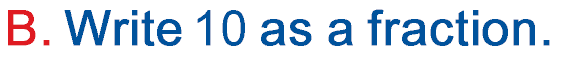 B. Write 10 as a fraction.